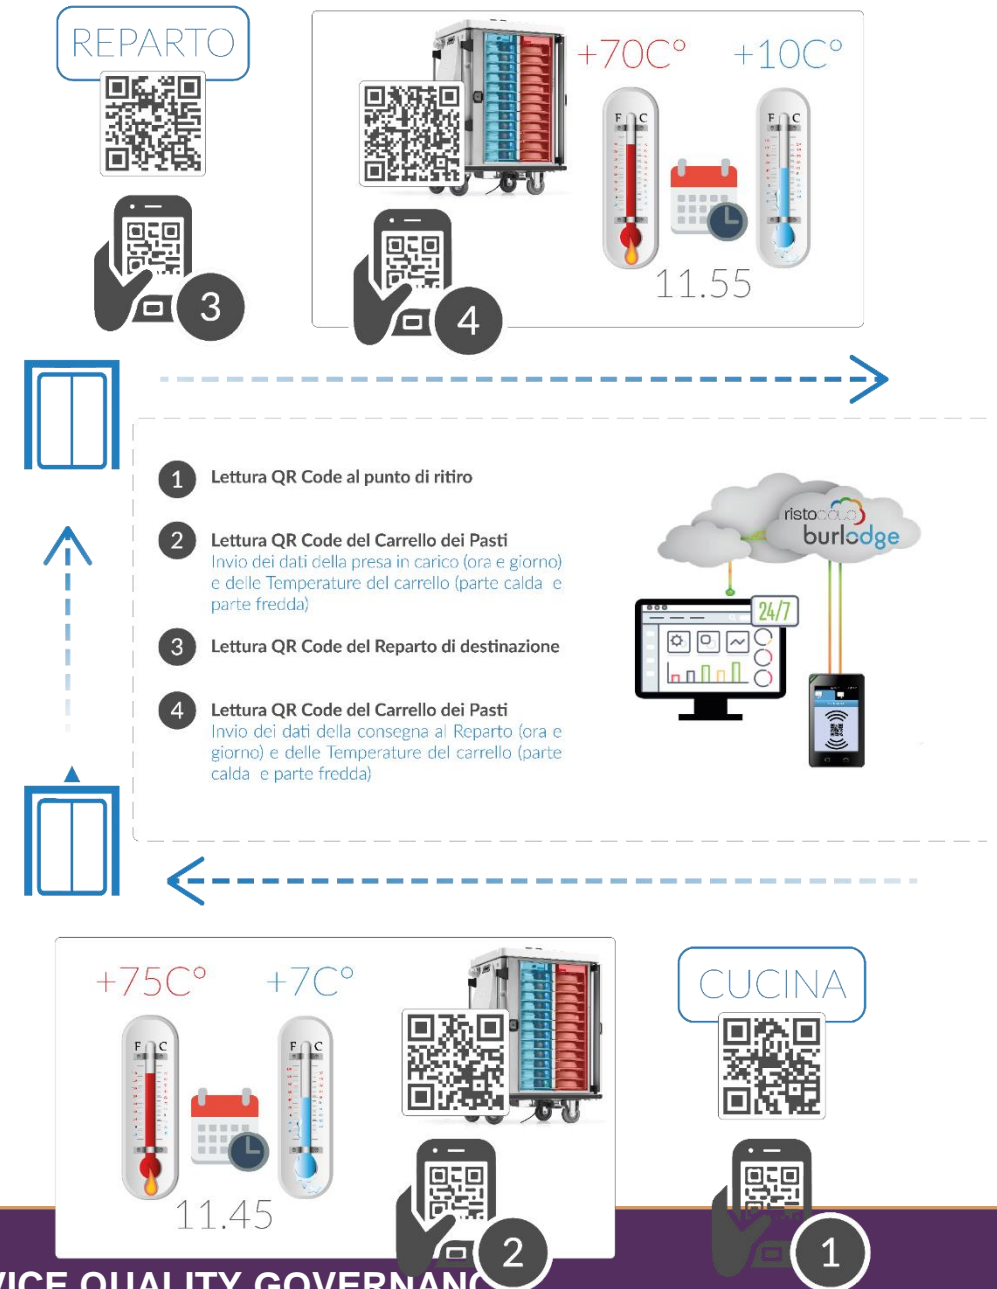 REPARTO
+70C°
+10C°
F C
F C
11.55
3
4
1
Lettura QR Code al punto di ritiro
2
Lettura QR Code del Carrello dei Pasti
Invio dei dati della presa in carico (ora e giorno)
e delle Temperature del carrello (parte calda e
parte fredda)
3
Lettura QR Code del Reparto di destinazione
4
Lettura QR Code del Carrello dei Pasti
Invio dei dati della consegna al Reparto (ora e
giorno) e delle Temperature del carrello (parte
calda e parte fredda)
ristocloud
burlodge
24/7
+75C°
+7C°
CUCINA
F C
F C
11.45
2
1
VICE QUALITY GOVERNANC